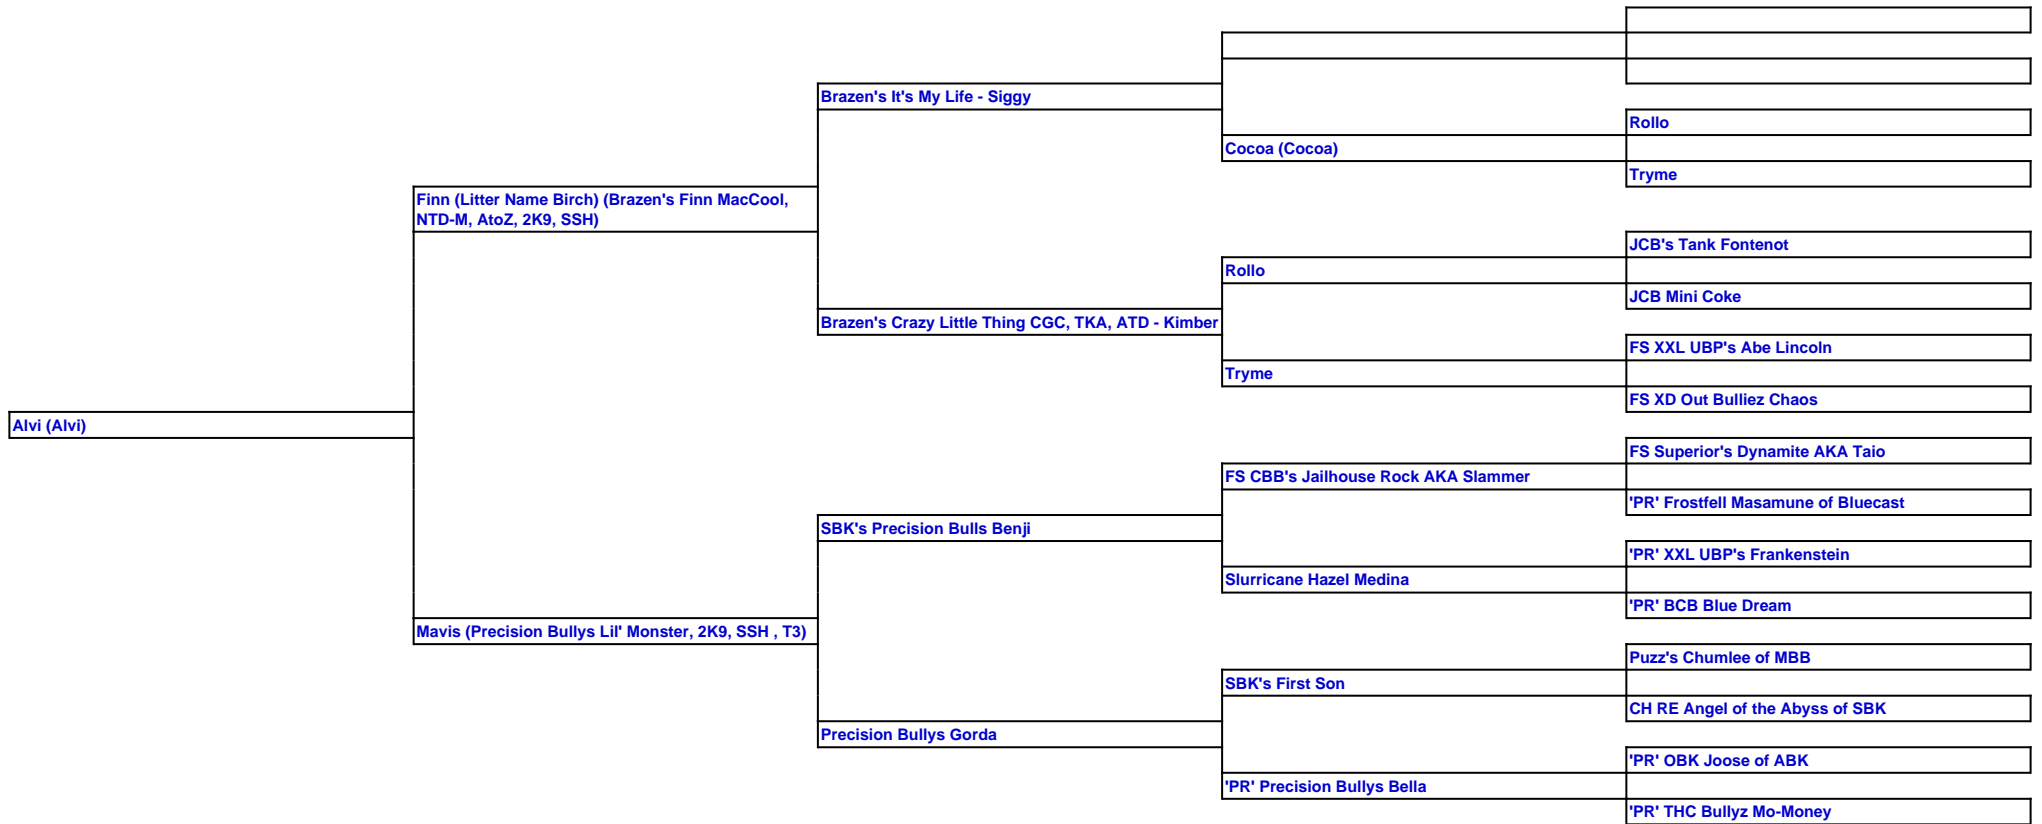 Brazen's It's My Life - Siggy
Rollo
Cocoa (Cocoa)
Tryme
Finn (Litter Name Birch) (Brazen's Finn MacCool,
NTD-M, AtoZ, 2K9, SSH)
JCB's Tank Fontenot
Rollo
JCB Mini Coke
Brazen's Crazy Little Thing CGC, TKA, ATD - Kimber
FS XXL UBP's Abe Lincoln
Tryme
FS XD Out Bulliez Chaos
Alvi (Alvi)
FS Superior's Dynamite AKA Taio
FS CBB's Jailhouse Rock AKA Slammer
'PR' Frostfell Masamune of Bluecast
SBK's Precision Bulls Benji
'PR' XXL UBP's Frankenstein
Slurricane Hazel Medina
'PR' BCB Blue Dream
Mavis (Precision Bullys Lil' Monster, 2K9, SSH , T3)
Puzz's Chumlee of MBB
SBK's First Son
CH RE Angel of the Abyss of SBK
Precision Bullys Gorda
'PR' OBK Joose of ABK
'PR' Precision Bullys Bella
'PR' THC Bullyz Mo-Money